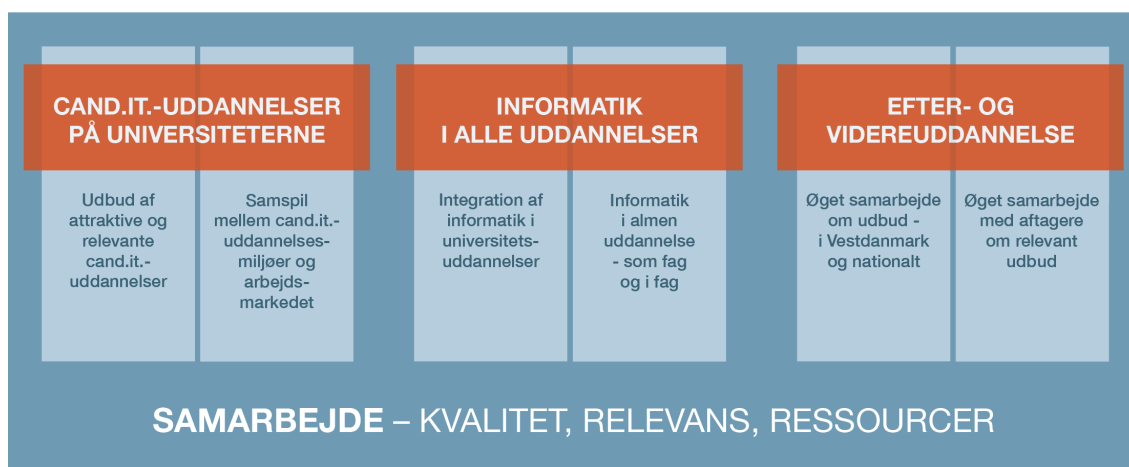 CAND.IT.-UDDANNELSER
PÅ UNIVERSITETERNE
Udbud af
attraktive og
relevante
cand.it.-
uddannelser
Samspil
mellem cand.it.-
uddannelses-
miljøer og
arbejds-
markedet
INFORMATIK
I ALLE UDDANNELSER
Integration af
informatik i
universitets-
uddannelser
Informatik
i almen
uddannelse
- som fag
og i fag
EFTER- OG
VIDEREUDDANNELSE
Øget samarbejde
om udbud -
i Vestdanmark
og nationalt
Øget samarbejde
med aftagere
om relevant
udbud
SAMARBEJDE – KVALITET, RELEVANS, RESSOURCER